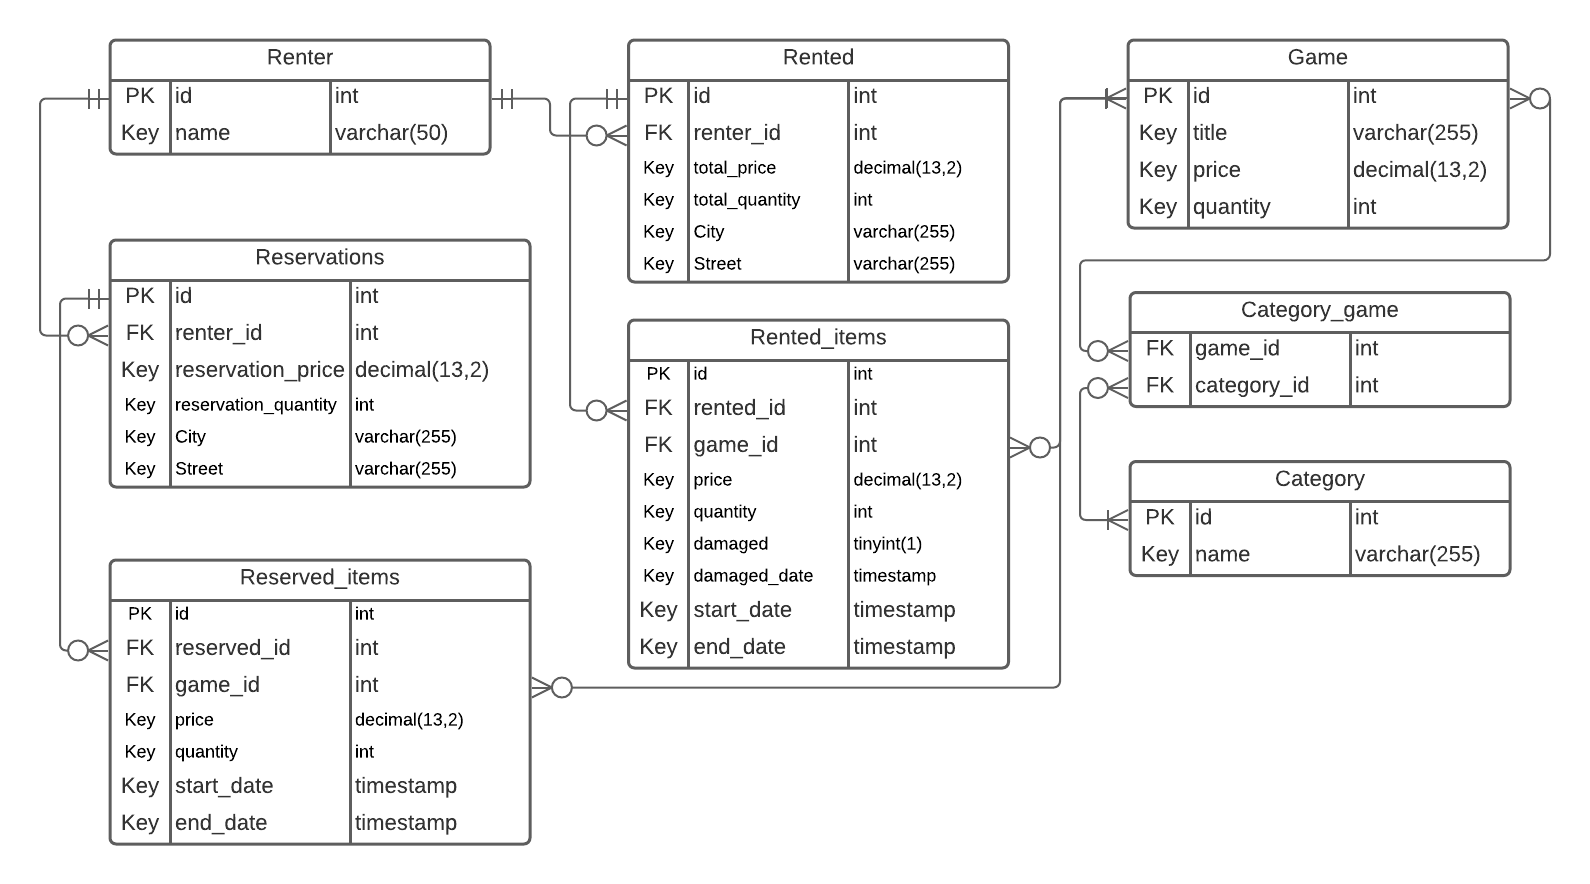 Renter
PK id int
Key name varchar(50)
Reservations
PK id int
FK renter_id int
Key reservation_price decimal(13,2)
Key reservation_quantity int
Key City varchar(255)
Key Street varchar(255)
Reserved_items
PK id int
FK reserved_id int
FK game_id int
Key price decimal(13,2)
Key quantity int
Key start_date timestamp
Key end_date timestamp
Rented
PK id int
FK renter_id int
Key total_price decimal(13,2)
Key total_quantity int
Key City varchar(255)
Key Street varchar(255)
Rented_items
PK id int
FK rented_id int
FK game_id int
Key price decimal(13,2)
Key quantity int
Key damaged tinyint(1)
Key damaged_date timestamp
Key start_date timestamp
Key end_date timestamp
Game
PK id int
Key title varchar(255)
Key price decimal(13,2)
Key quantity int
Category_game
FK game_id int
FK category_id int
Category
PK id int
Key name varchar(255)